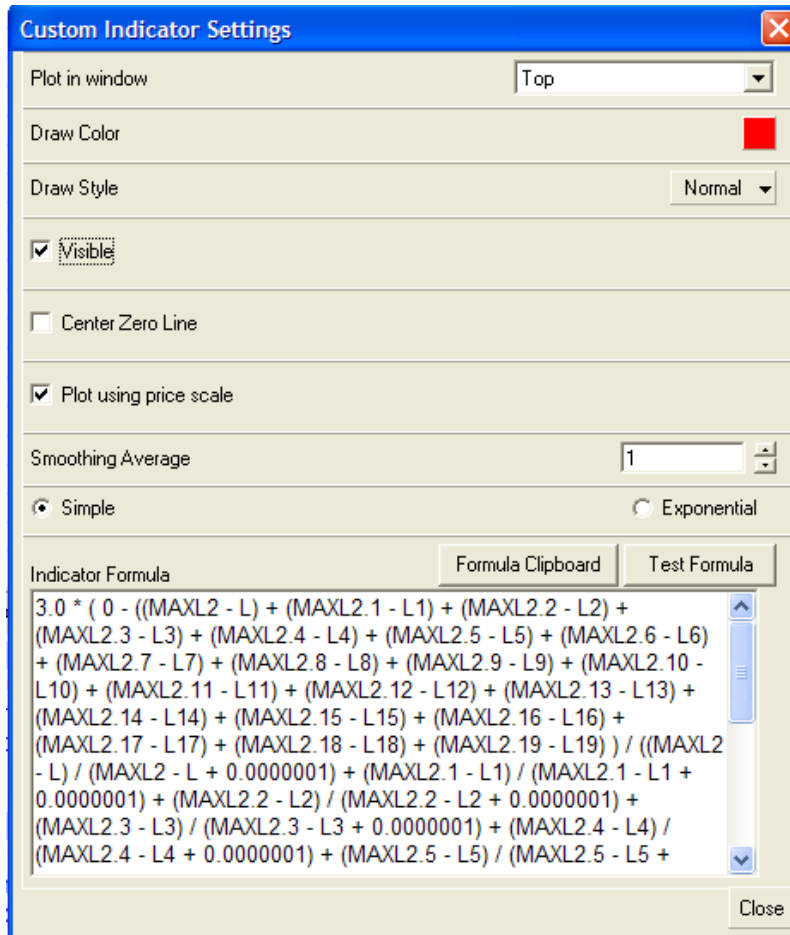 Custom Indicator Settings
Plot in window Top
Draw Color
Draw Style Normal
Visible
Center Zero Line
Plot using price scale
Smoothing Average 1
Simple Exponential
Indicator Formula Formula Clipboard Test Formula
3.0 * ( 0 - ((MAXL2 - L) + (MAXL2.1 - L1) + (MAXL2.2 - L2) +
(MAXL2.3 - L3) + (MAXL2.4 - L4) + (MAXL2.5 - L5) + (MAXL2.6 - L6)
+ (MAXL2.7 - L7) + (MAXL2.8 - L8) + (MAXL2.9 - L9) + (MAXL2.10 -
L10) + (MAXL2.11 - L11) + (MAXL2.12 - L12) + (MAXL2.13 - L13) +
(MAXL2.14 - L14) + (MAXL2.15 - L15) + (MAXL2.16 - L16) +
(MAXL2.17 - L17) + (MAXL2.18 - L18) + (MAXL2.19 - L19) ) / ((MAXL2
- L) / (MAXL2 - L + 0.0000001) + (MAXL2.1 - L1) / (MAXL2.1 - L1 +
0.0000001) + (MAXL2.2 - L2) / (MAXL2.2 - L2 + 0.0000001) +
(MAXL2.3 - L3) / (MAXL2.3 - L3 + 0.0000001) + (MAXL2.4 - L4) /
(MAXL2.4 - L4 + 0.0000001) + (MAXL2.5 - L5) / (MAXL2.5 - L5 +
Close